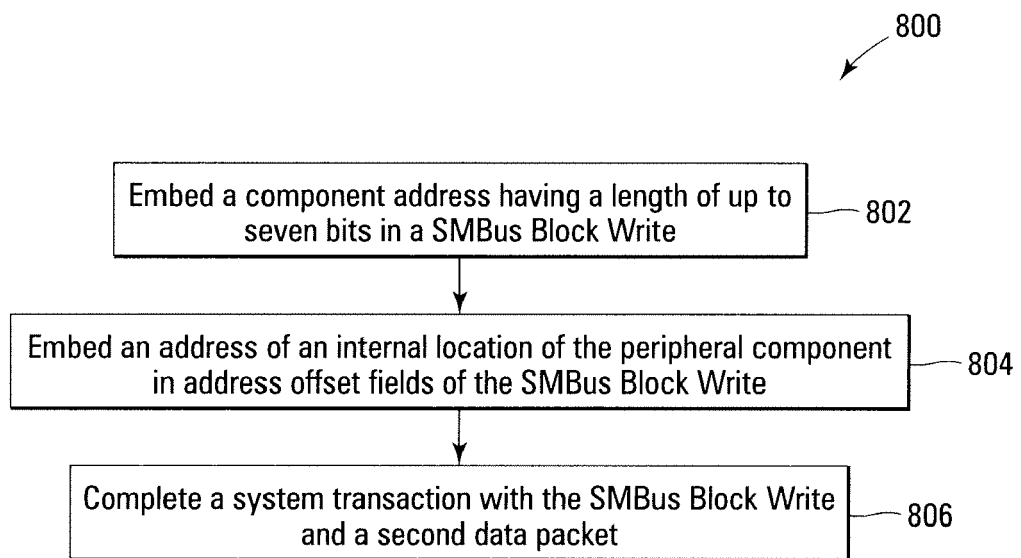 800
Embed a component address having a length of up to
seven bits in a SMBus Block Write
802
Embed an address of an internal location of the peripheral component
in address offset fields of the SMBus Block Write
804
Complete a system transaction with the SMBus Block Write
and a second data packet
806